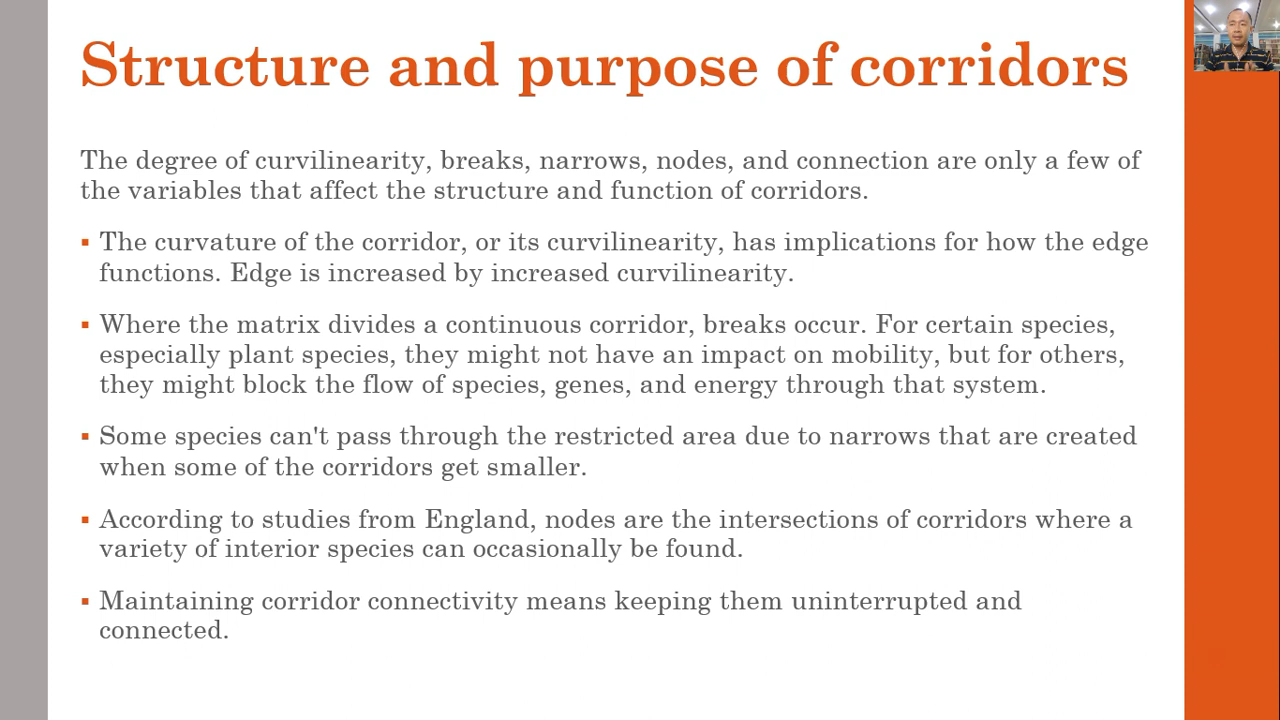 Structure and purpose of corridors
The degree of curvilinearity, breaks, narrows, nodes, and connection are only a few of
the variables that affect the structure and function of corridors.
▪ The curvature of the corridor, or its curvilinearity, has implications for how the edge
functions. Edge is increased by increased curvilinearity.
▪ Where the matrix divides a continuous corridor, breaks occur. For certain species,
especially plant species, they might not have an impact on mobility, but for others,
they might block the flow of species, genes, and energy through that system.
▪ Some species can't pass through the restricted area due to narrows that are created
when some of the corridors get smaller.
▪ According to studies from England, nodes are the intersections of corridors where a
variety of interior species can occasionally be found.
▪ Maintaining corridor connectivity means keeping them uninterrupted and
connected.